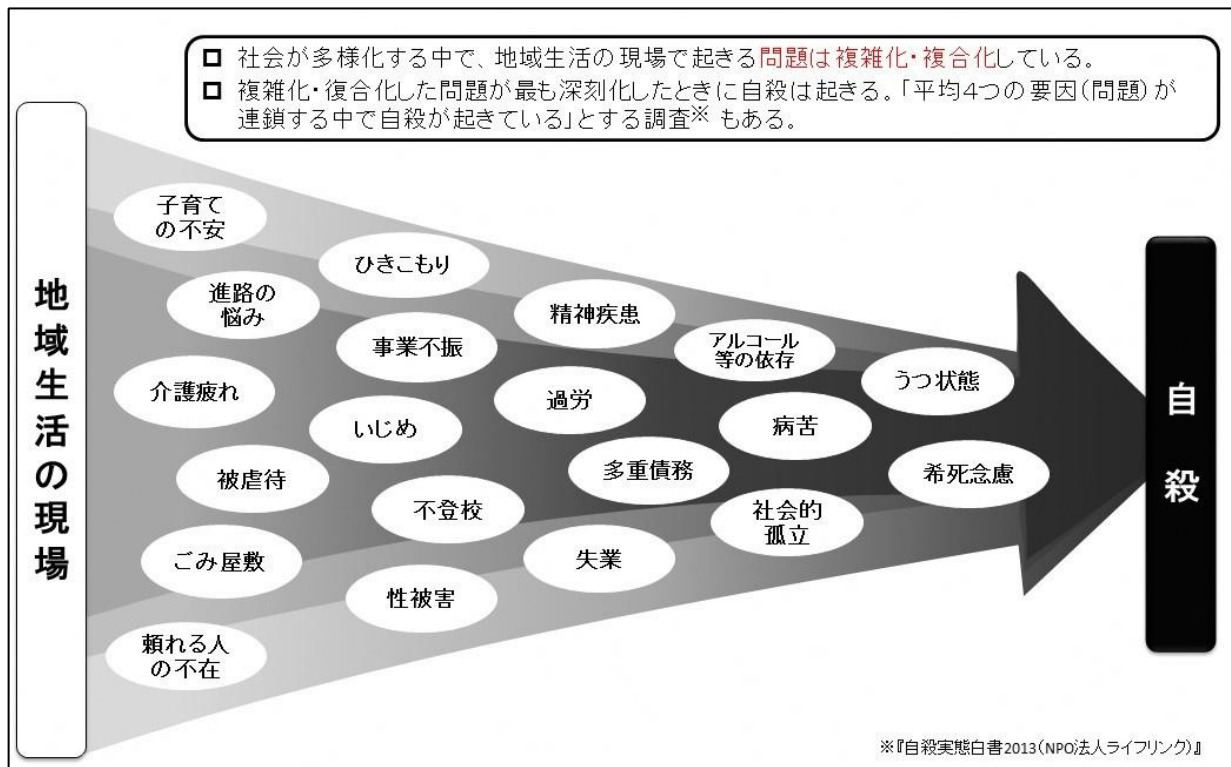 □ 社会が多様化する中で、地域生活の現場で起きる問題は複雑化・複合化している。
□ 複雑化・復合化した問題が最も深刻化したときに自殺は起きる。「平均4つの要因(問題)が
連鎖する中で自殺が起きている」とする調査※ もある。
地域生活の現場
子育て
の不安
進路の
悩み
介護疲れ
被虐待
ごみ屋敷
頼れる人
の不在
ひきこもり
事業不振
いじめ
不登校
性被害
精神疾患
過労
多重債務
失業
アルコール
等の依存
病苦
社会的
孤立
うつ状態
希死念慮
自殺
※『自殺実態白書2013(NPO法人ライフリンク)』